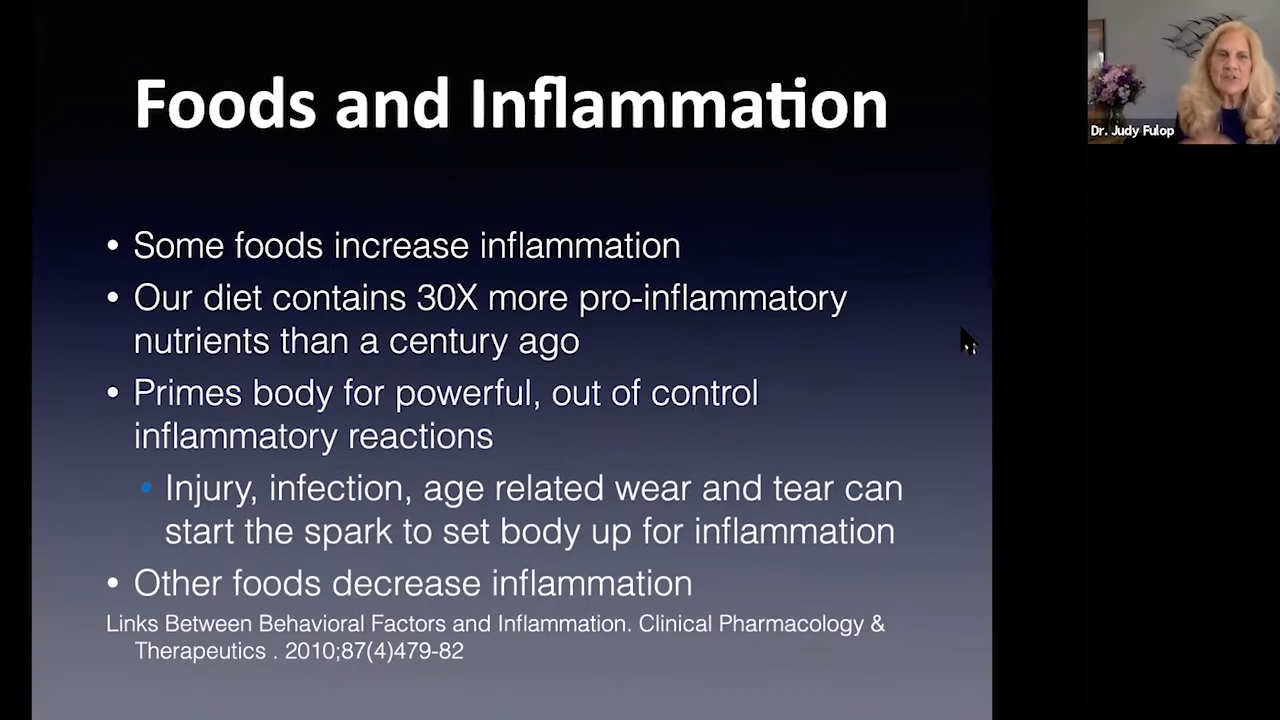 Foods and Inflammation
• Some foods increase inflammation
• Our diet contains 30X more pro-inflammatory
nutrients than a century ago
• Primes body for powerful, out of control
inflammatory reactions
• Injury, infection, age related wear and tear can
start the spark to set body up for inflammation
• Other foods decrease inflammation
Links Between Behavioral Factors and Inflammation. Clinical Pharmacology &
Therapeutics . 2010;87(4)479-82
Dr. Judy Fulop